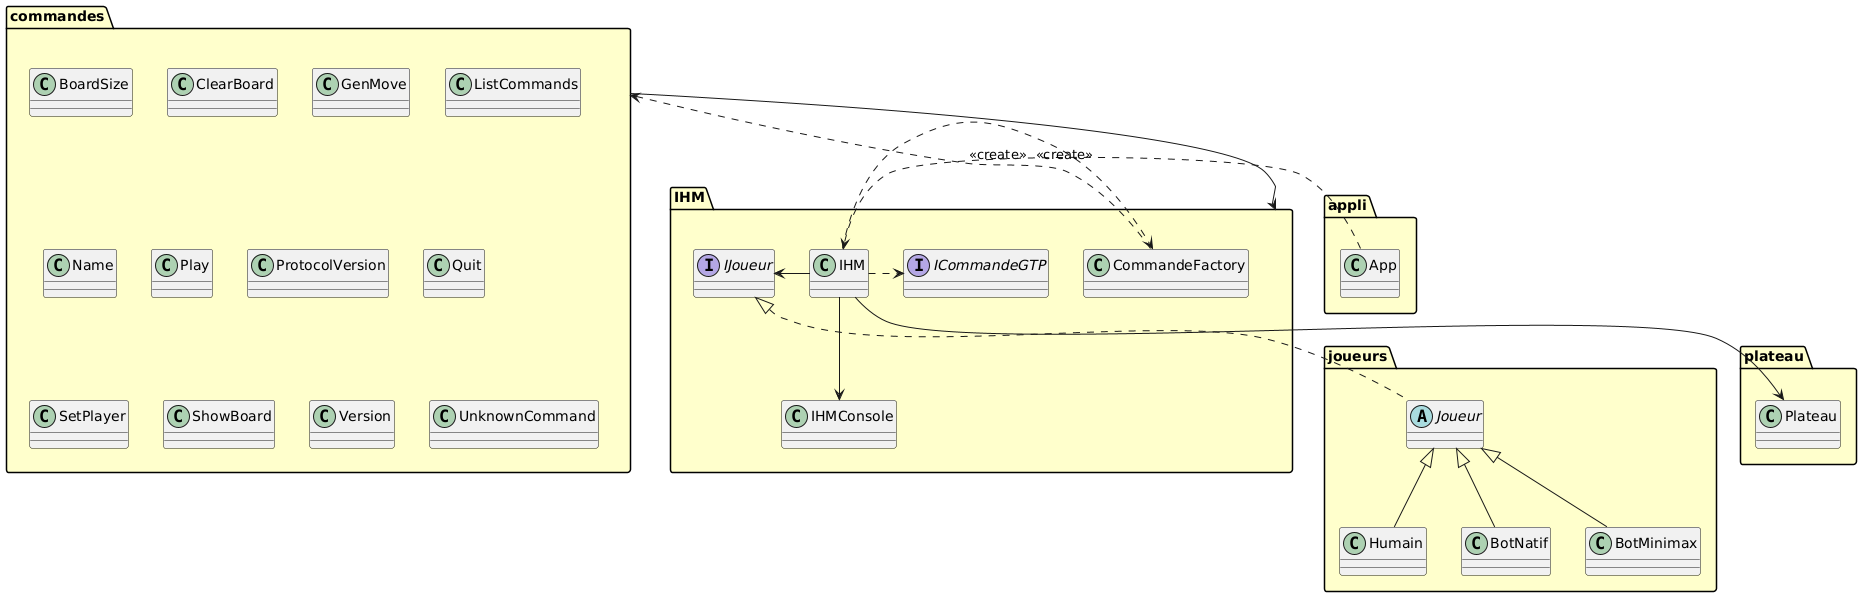 commandes
C BoardSize
C ClearBoard
C GenMove
C ListCommands
«create» «create»
IHM
appli
I IJoueur
C IHM
I ICommandeGTP
C CommandeFactory
C App
C Name
C Play
C ProtocolVersion
C Quit
joueurs
plateau
C SetPlayer
C ShowBoard
C Version
C UnknownCommand
C IHMConsole
A Joueur
C Plateau
C Humain
C BotNatif
C BotMinimax